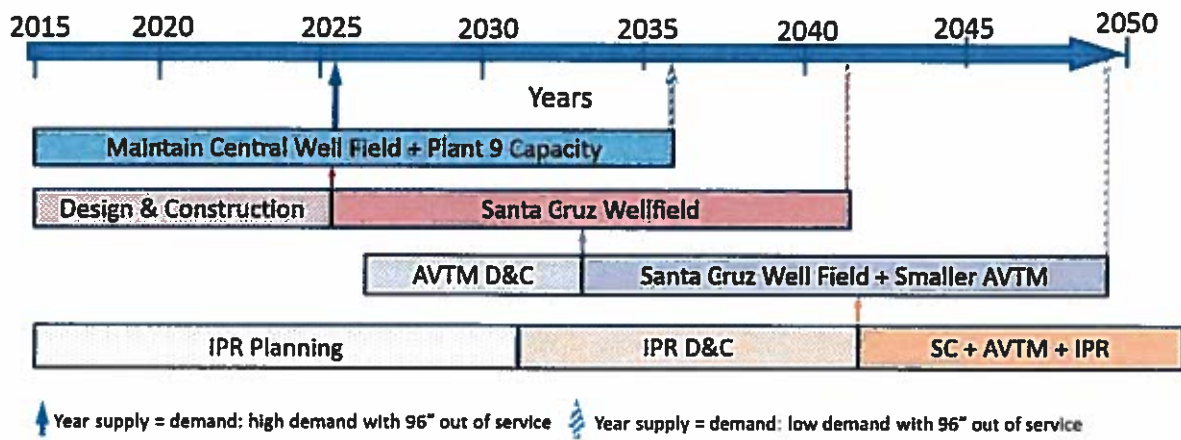 2015 2020 2025 2030 2035 2040 2045 2050
Years
Maintain Central Well Field + Plant 9 Capacity
Design & Construction Santa Cruz Wellfield
AVTM D&C Santa Cruz Well Field + Smaller AVTM
IPR Planning IPR D&C SC + AVTM + IPR
Year supply = demand: high demand with 96" out of service Year supply = demand: low demand with 96" out of service